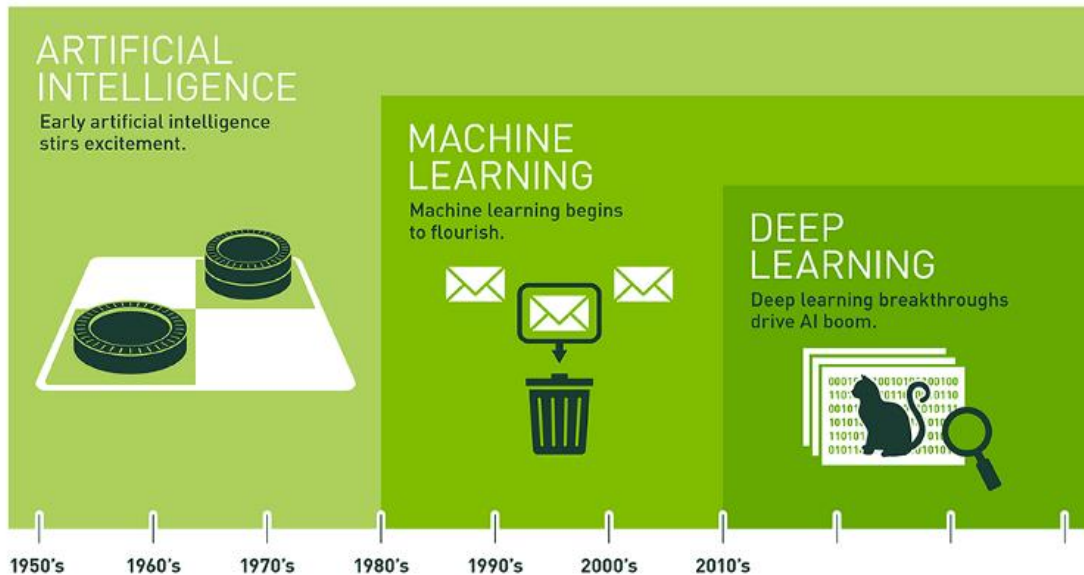 ARTIFICIAL
INTELLIGENCE
Early artificial intelligence
stirs excitement.
MACHINE
LEARNING
Machine learning begins
to flourish.
DEEP
LEARNING
Deep learning breakthroughs
drive AI boom.
1950's 1960's 1970's 1980's 1990's 2000's 2010's